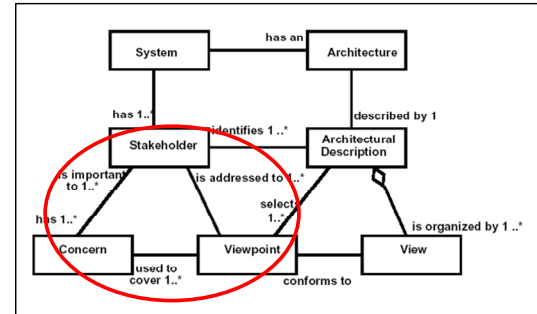 System
has an
Architecture
has 1..*
described by 1
identifies 1 ..*
Stakeholder
Architectural
Description
is important
to 1..*
is addressed to 1..*
selects
1..*
has 1..*
is organized by 1 ..*
Concern
Viewpoint
View
used to
cover 1..*
conforms to